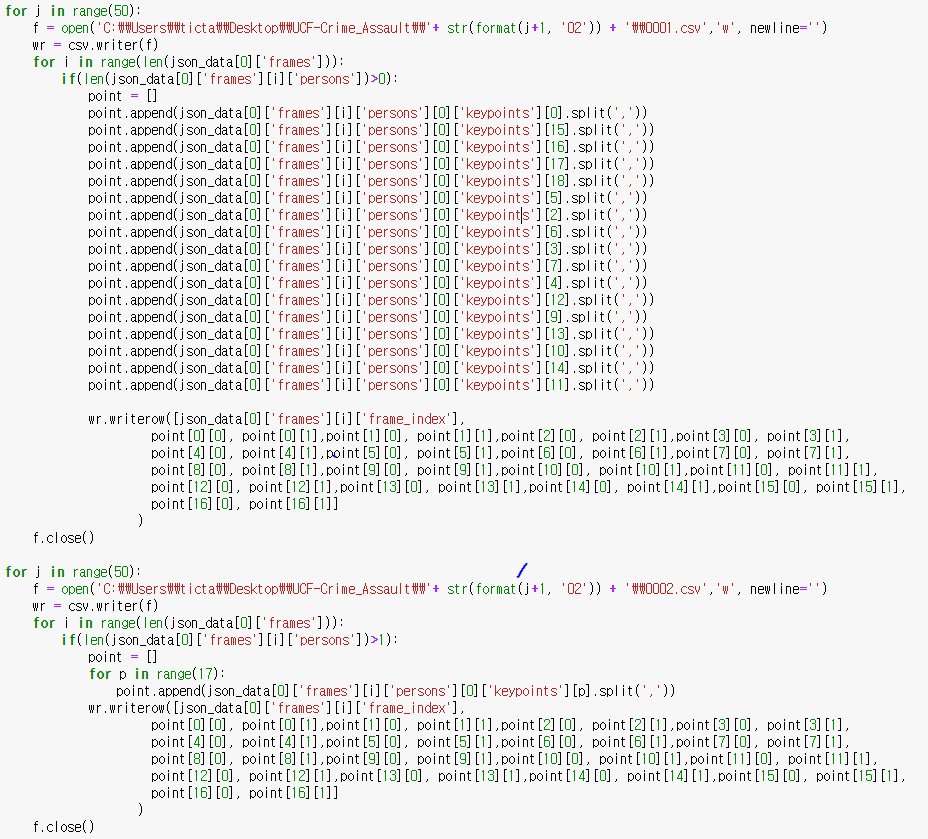 for j in range(50):
    f = open('C:₩₩Users₩₩ticta₩₩Desktop₩₩UCF-Crime_Assault₩₩'+ str(format(j+1, '02')) + '₩₩0001.csv','w', newline='')
    wr = csv.writer(f)
    for i in range(len(json_data[0]['frames'])):
        if(len(json_data[0]['frames'][i]['persons'])>0):
            point = []
            point.append(json_data[0]['frames'][i]['persons'][0]['keypoints'][0].split(','))
            point.append(json_data[0]['frames'][i]['persons'][0]['keypoints'][15].split(','))
            point.append(json_data[0]['frames'][i]['persons'][0]['keypoints'][16].split(','))
            point.append(json_data[0]['frames'][i]['persons'][0]['keypoints'][17].split(','))
            point.append(json_data[0]['frames'][i]['persons'][0]['keypoints'][18].split(','))
            point.append(json_data[0]['frames'][i]['persons'][0]['keypoints'][5].split(','))
            point.append(json_data[0]['frames'][i]['persons'][0]['keypoints'][2].split(','))
            point.append(json_data[0]['frames'][i]['persons'][0]['keypoints'][6].split(','))
            point.append(json_data[0]['frames'][i]['persons'][0]['keypoints'][3].split(','))
            point.append(json_data[0]['frames'][i]['persons'][0]['keypoints'][7].split(','))
            point.append(json_data[0]['frames'][i]['persons'][0]['keypoints'][4].split(','))
            point.append(json_data[0]['frames'][i]['persons'][0]['keypoints'][12].split(','))
            point.append(json_data[0]['frames'][i]['persons'][0]['keypoints'][9].split(','))
            point.append(json_data[0]['frames'][i]['persons'][0]['keypoints'][13].split(','))
            point.append(json_data[0]['frames'][i]['persons'][0]['keypoints'][10].split(','))
            point.append(json_data[0]['frames'][i]['persons'][0]['keypoints'][14].split(','))
            point.append(json_data[0]['frames'][i]['persons'][0]['keypoints'][11].split(','))
            wr.writerow([json_data[0]['frames'][i]['frame_index'],
                     point[0][0], point[0][1],point[1][0], point[1][1],point[2][0], point[2][1],point[3][0], point[3][1],
                     point[4][0], point[4][1],point[5][0], point[5][1],point[6][0], point[6][1],point[7][0], point[7][1],
                     point[8][0], point[8][1],point[9][0], point[9][1],point[10][0], point[10][1],point[11][0], point[11][1],
                     point[12][0], point[12][1],point[13][0], point[13][1],point[14][0], point[14][1],point[15][0], point[15][1],
                     point[16][0], point[16][1]]
                   )
    f.close()
for j in range(50):
    f = open('C:₩₩Users₩₩ticta₩₩Desktop₩₩UCF-Crime_Assault₩₩'+ str(format(j+1, '02')) + '₩₩0002.csv','w', newline='')
    wr = csv.writer(f)
    for i in range(len(json_data[0]['frames'])):
        if(len(json_data[0]['frames'][i]['persons'])>1):
            point = []
            for p in range(17):
                point.append(json_data[0]['frames'][i]['persons'][0]['keypoints'][p].split(','))
            wr.writerow([json_data[0]['frames'][i]['frame_index'],
                     point[0][0], point[0][1],point[1][0], point[1][1],point[2][0], point[2][1],point[3][0], point[3][1],
                     point[4][0], point[4][1],point[5][0], point[5][1],point[6][0], point[6][1],point[7][0], point[7][1],
                     point[8][0], point[8][1],point[9][0], point[9][1],point[10][0], point[10][1],point[11][0], point[11][1],
                     point[12][0], point[12][1],point[13][0], point[13][1],point[14][0], point[14][1],point[15][0], point[15][1],
                     point[16][0], point[16][1]]
                   )
    f.close()